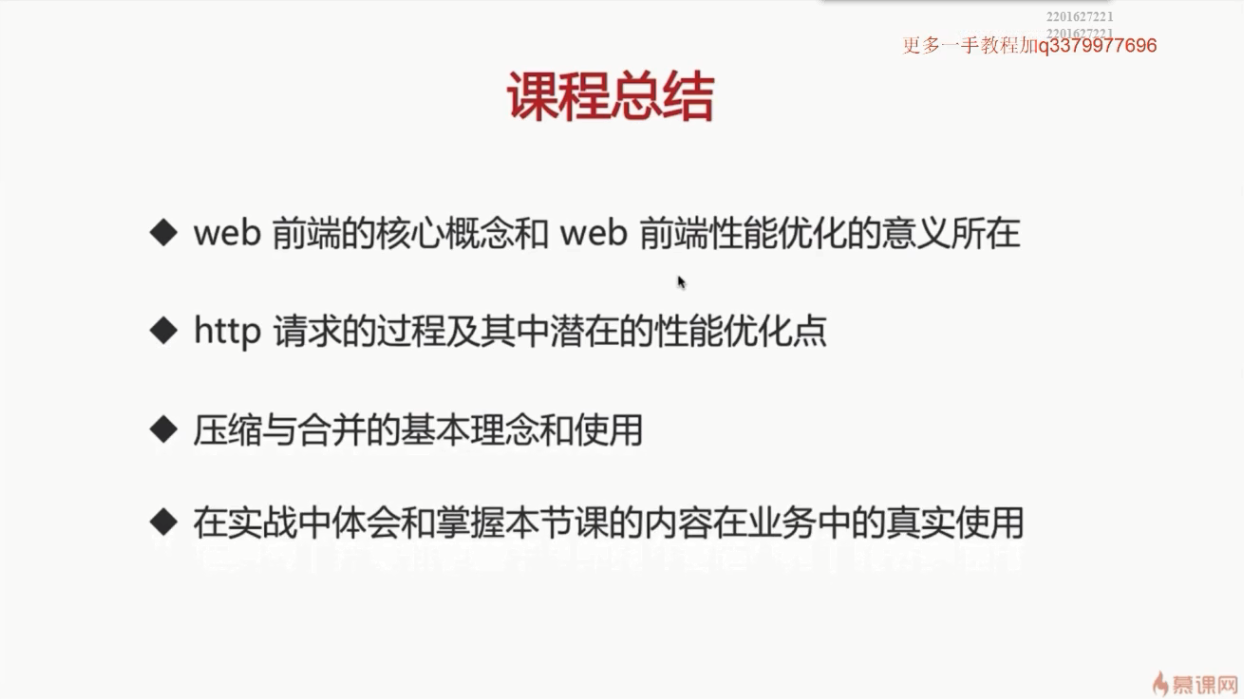 2201627221
2201627221
更多一手教程加q3379977696
课程总结
◆ web 前端的核心概念和 web 前端性能优化的意义所在
◆ http 请求的过程及其中潜在的性能优化点
◆ 压缩与合并的基本理念和使用
◆ 在实战中体会和掌握本节课的内容在业务中的真实使用
慕课网